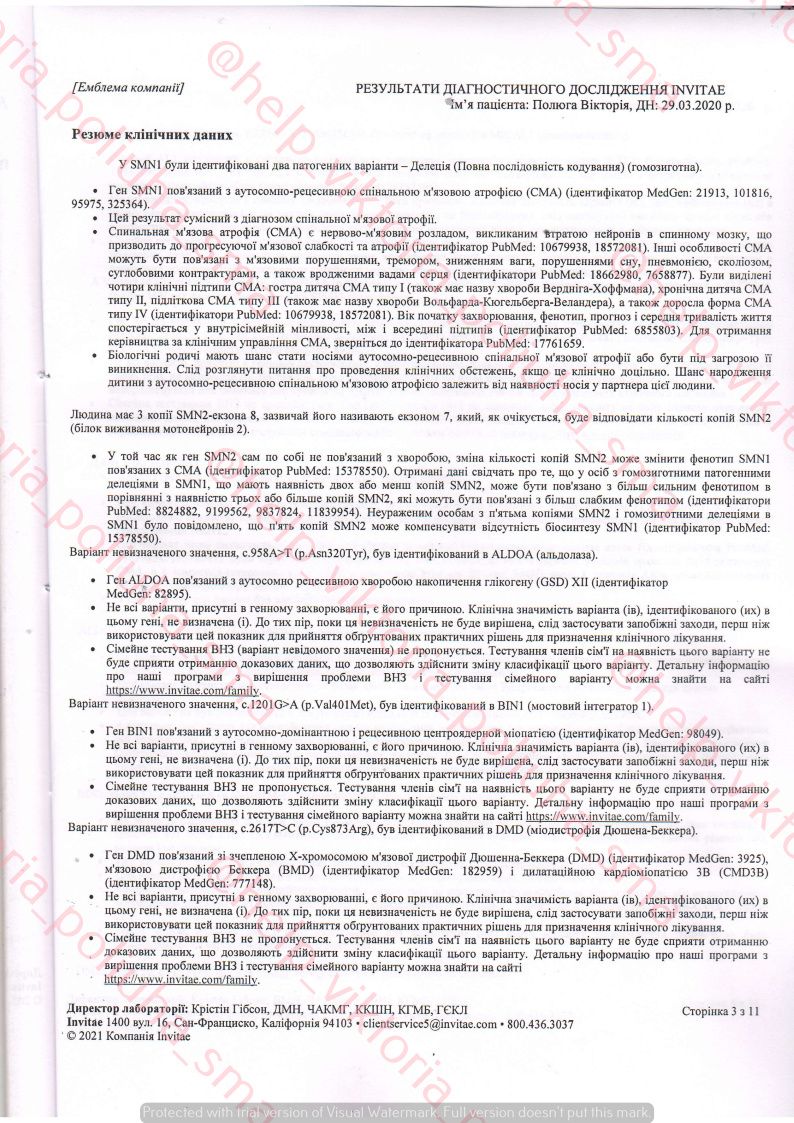 [Емблема компанії]
РЕЗУЛЬТАТИ ДІАГНОСТИЧНОГО ДОСЛІДЖЕННЯ INVITAE
Ім’я пацієнта: Полюга Вікторія, ДН: 29.03.2020 р.
Резюме клінічних даних
У SMN1 були ідентифіковані два патогенних варіанти – Делеція (Повна послідовність кодування) (гомозиготна).
• Ген SMN1 пов'язаний з аутосомно-рецесивною спінальною м'язовою атрофією (СМА) (ідентифікатор MedGen: 21913, 101816,
95975, 325364).
• Цей результат сумісний з діагнозом спінальної м'язової атрофії.
• Спинальная м'язова атрофія (СМА) є нервово-м'язовим розладом, викликаним втратою нейронів в спинному мозку, що
призводить до прогресуючої м'язової слабкості та атрофії (ідентифікатор PubMed: 10679938, 18572081). Інші особливості СМА
можуть бути пов'язані з м'язовими порушеннями, тремором, зниженням ваги, порушеннями сну, пневмонією, сколіозом,
суглобовими контрактурами, а також вродженими вадами серця (ідентифікатори PubMed: 18662980, 7658877). Були виділені
чотири клінічні підтипи СМА: гостра дитяча СМА типу I (також має назву хвороби Вердніга-Хоффмана), хронічна дитяча СМА
типу II, підліткова СМА типу III (також має назву хвороби Вольфарда-Кюгельберга-Веландера), а також доросла форма СМА
типу IV (ідентифікатори PubMed: 10679938, 18572081). Вік початку захворювання, фенотип, прогноз і середня тривалість життя
спостерігається у внутрісімейній мінливості, між і всередині підтипів (ідентифікатор PubMed: 6855803). Для отримання
керівництва за клінічним управління СМА, зверніться до ідентифікатора PubMed: 17761659.
• Біологічні родичі мають шанс стати носіями аутосомно-рецесивною спінальної м'язової атрофії або бути під загрозою її
виникнення. Слід розглянути питання про проведення клінічних обстежень, якщо це клінічно доцільно. Шанс народження
дитини з аутосомно-рецесивною спінальною м'язовою атрофією залежить від наявності носія у партнера цієї людини.
Людина має 3 копії SMN2-екзона 8, зазвичай його називають екзоном 7, який, як очікується, буде відповідати кількості копій SMN2
(білок виживання мотонейронів 2).
• У той час як ген SMN2 сам по собі не пов'язаний з хворобою, зміна кількості копій SMN2 може змінити фенотип SMN1
пов'язаних з СМА (ідентифікатор PubMed: 15378550). Отримані дані свідчать про те, що у осіб з гомозиготними патогенними
делеціями в SMN1, що мають наявність двох або менш копій SMN2, може бути пов'язано з більш сильним фенотипом в
порівнянні з наявністю трьох або більше копій SMN2, які можуть бути пов'язані з більш слабким фенотипом (ідентифікатори
PubMed: 8824882, 9199562, 9837824, 11839954). Неураженим особам з п'ятьма копіями SMN2 і гомозиготними делеціями в
SMN1 було повідомлено, що п'ять копій SMN2 може компенсувати відсутність біосинтезу SMN1 (ідентифікатор PubMed:
15378550).
Варіант невизначеного значення, c.958A>T (p.Asn320Tyr), був ідентифікований в ALDOA (альдолаза).
• Ген ALDOA пов'язаний з аутосомно рецесивною хворобою накопичення глікогену (GSD) XII (ідентифікатор
MedGen: 82895).
• Не всі варіанти, присутні в генному захворюванні, є його причиною. Клінічна значимість варіанта (ів), ідентифікованого (их) в
цьому гені, не визначена (і). До тих пір, поки ця невизначеність не буде вирішена, слід застосувати запобіжні заходи, перш ніж
використовувати цей показник для прийняття обґрунтованих практичних рішень для призначення клінічного лікування.
• Сімейне тестування ВНЗ (варіант невідомого значення) не пропонується. Тестування членів сім'ї на наявність цього варіанту не
буде сприяти отриманню доказових даних, що дозволяють здійснити зміну класифікації цього варіанту. Детальну інформацію
про наші програми з вирішення проблеми ВНЗ і тестування сімейного варіанту можна знайти на сайті
https://www.invitae.com/family.
Варіант невизначеного значення, c.1201G>A (p.Val401Met), був ідентифікований в BIN1 (мостовий інтегратор 1).
• Ген BIN1 пов'язаний з аутосомно-домінантною і рецесивною центроядерной міопатією (ідентифікатор MedGen: 98049).
• Не всі варіанти, присутні в генному захворюванні, є його причиною. Клінічна значимість варіанта (ів), ідентифікованого (их) в
цьому гені, не визначена (і). До тих пір, поки ця невизначеність не буде вирішена, слід застосувати запобіжні заходи, перш ніж
використовувати цей показник для прийняття обґрунтованих практичних рішень для призначення клінічного лікування.
• Сімейне тестування ВНЗ не пропонується. Тестування членів сім'ї на наявність цього варіанту не буде сприяти отриманню
доказових даних, що дозволяють здійснити зміну класифікації цього варіанту. Детальну інформацію про наші програми з
вирішення проблеми ВНЗ і тестування сімейного варіанту можна знайти на сайті https://www.invitae.com/family.
Варіант невизначеного значення, c.2617T>C (p.Cys873Arg), був ідентифікований в DMD (міодистрофія Дюшена-Беккера).
• Ген DMD пов'язаний зі зчепленою Х-хромосомою м'язової дистрофії Дюшенна-Беккера (DMD) (ідентифікатор MedGen: 3925),
м'язовою дистрофією Беккера (BMD) (ідентифікатор MedGen: 182959) і дилатаційною кардіоміопатією 3B (CMD3B)
(ідентифікатор MedGen: 777148).
• Не всі варіанти, присутні в генному захворюванні, є його причиною. Клінічна значимість варіанта (ів), ідентифікованого (их) в
цьому гені, не визначена (і). До тих пір, поки ця невизначеність не буде вирішена, слід застосувати запобіжні заходи, перш ніж
використовувати цей показник для прийняття обґрунтованих практичних рішень для призначення клінічного лікування.
• Сімейне тестування ВНЗ не пропонується. Тестування членів сім'ї на наявність цього варіанту не буде сприяти отриманню
доказових даних, що дозволяють здійснити зміну класифікації цього варіанту. Детальну інформацію про наші програми з
вирішення проблеми ВНЗ і тестування сімейного варіанту можна знайти на сайті
https://www.invitae.com/family.
Директор лабораторії: Крістін Гібсон, ДМН, ЧАКМГ, ККШН, КГМБ, ГЄКЛ
Сторінка 3 з 11
Invitae 1400 вул. 16, Сан-Франциско, Каліфорнія 94103 • clientservice5@invitae.com • 800.436.3037
© 2021 Компанія Invitae
@help_viktoria_poliuha_sma
Protected with trial version of Visual Watermark. Full version doesn't put this mark.